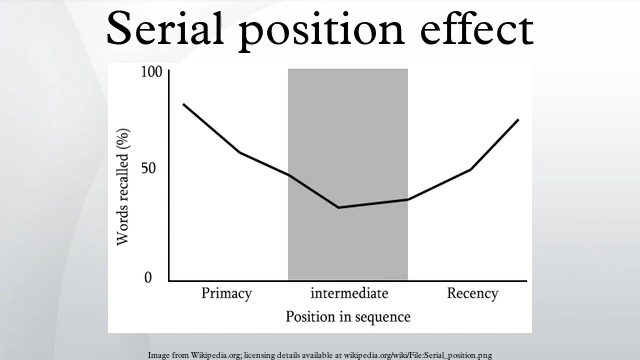 Serial position effect
100
50
0
Words recalled (%)
Primacy intermediate Recency
Position in sequence
Image from Wikipedia.org; licensing details available at wikipedia.org/wiki/File:Serial_position.png